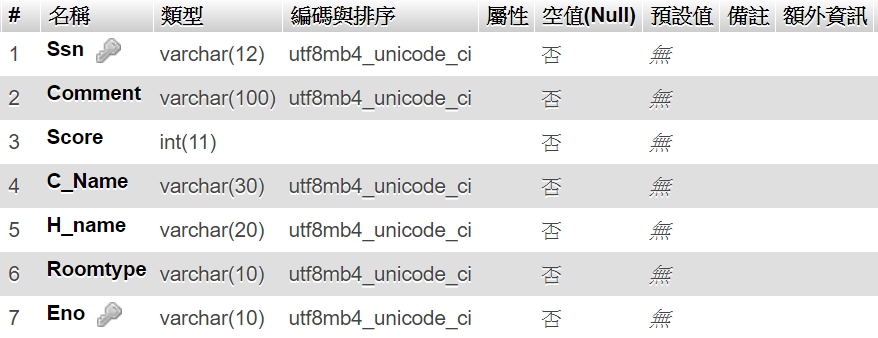 # 名稱 類型 編碼與排序 屬性 空值(Null) 預設值 備註 額外資訊
1 Ssn varchar(12) utf8mb4_unicode_ci 否 無
2 Comment varchar(100) utf8mb4_unicode_ci 否 無
3 Score int(11) 否 無
4 C_Name varchar(30) utf8mb4_unicode_ci 否 無
5 H_name varchar(20) utf8mb4_unicode_ci 否 無
6 Roomtype varchar(10) utf8mb4_unicode_ci 否 無
7 Eno varchar(10) utf8mb4_unicode_ci 否 無